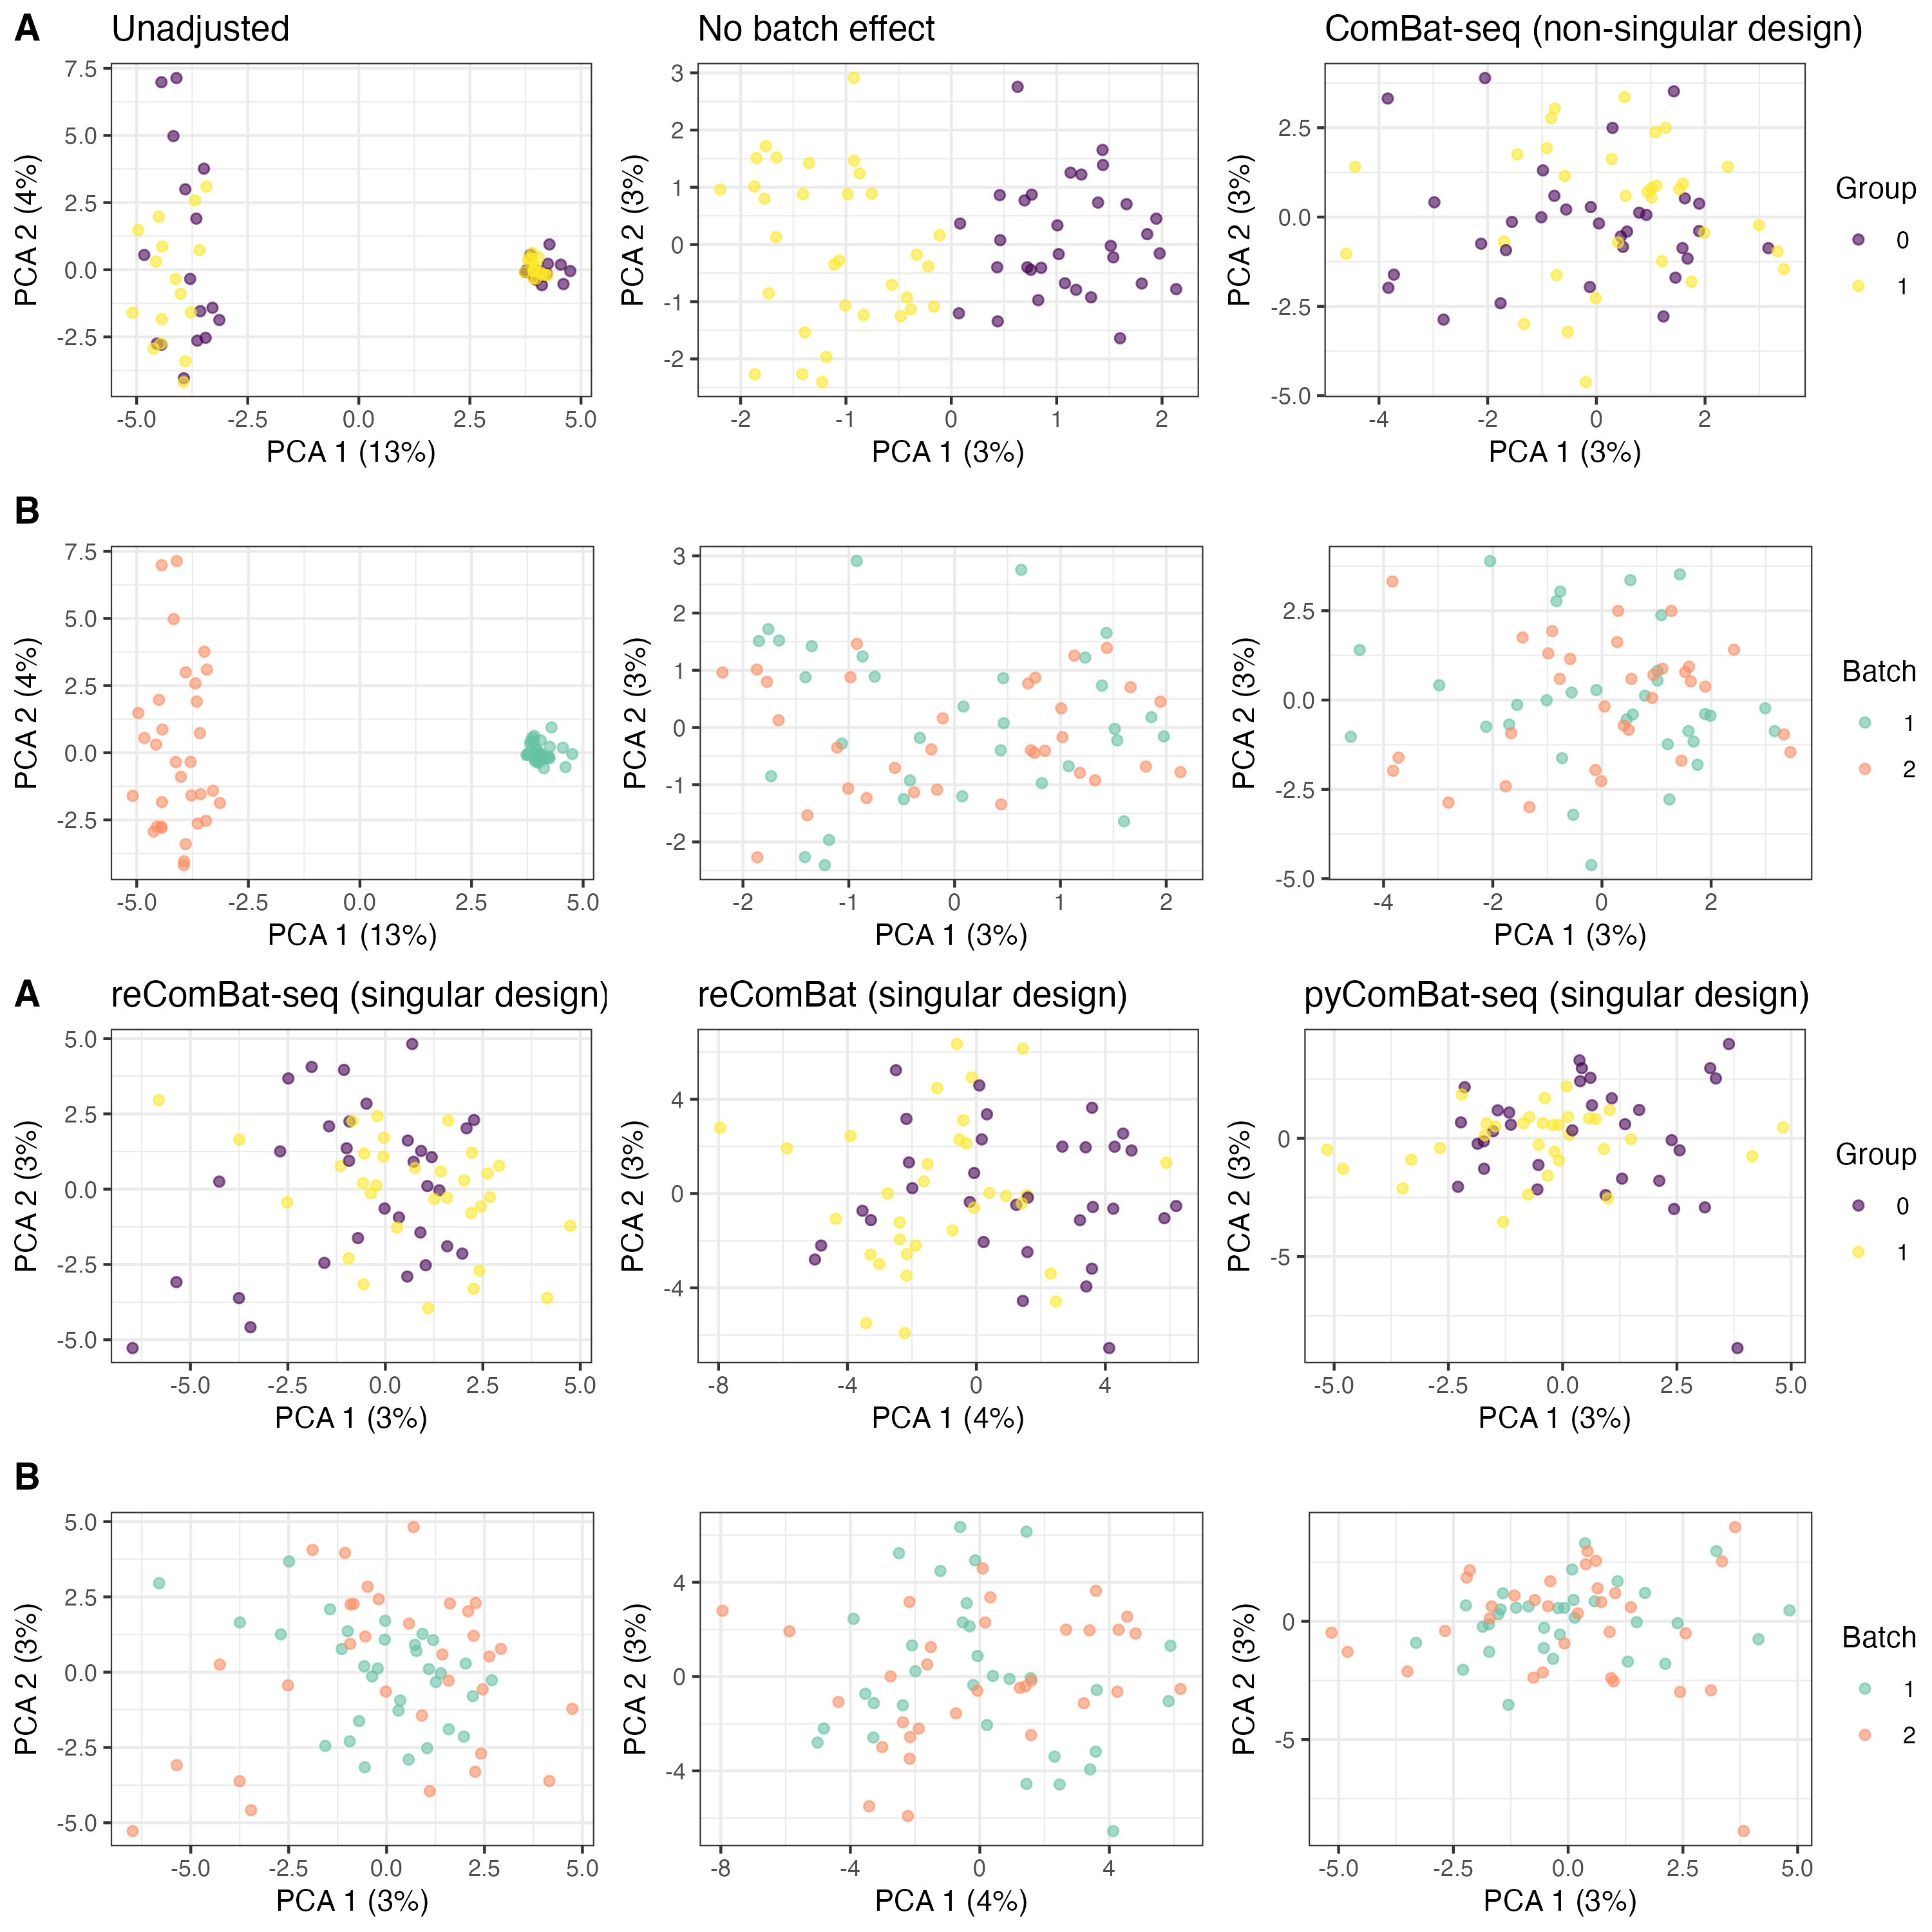 A Unadjusted No batch effect ComBat-seq (non-singular design)
7.5
5.0
2.5
0.0
-2.5
PCA 2 (4%)
-5.0 -2.5 0.0 2.5 5.0
PCA 1 (13%)
3
2
1
0
-1
-2
PCA 2 (3%)
-2 -1 0 1 2
PCA 1 (3%)
2.5
0.0
-2.5
-5.0
PCA 2 (3%)
-4 -2 0 2
PCA 1 (3%)
Group
0
1
B
7.5
5.0
2.5
0.0
-2.5
PCA 2 (4%)
-5.0 -2.5 0.0 2.5 5.0
PCA 1 (13%)
3
2
1
0
-1
-2
PCA 2 (3%)
-2 -1 0 1 2
PCA 1 (3%)
2.5
0.0
-2.5
-5.0
PCA 2 (3%)
-4 -2 0 2
PCA 1 (3%)
Batch
1
2
A reComBat-seq (singular design) reComBat (singular design) pyComBat-seq (singular design)
5.0
2.5
0.0
-2.5
-5.0
PCA 2 (3%)
-5.0 -2.5 0.0 2.5 5.0
PCA 1 (3%)
4
0
-4
PCA 2 (3%)
-8 -4 0 4
PCA 1 (4%)
0
-5
PCA 2 (3%)
-5.0 -2.5 0.0 2.5 5.0
PCA 1 (3%)
Group
0
1
B
5.0
2.5
0.0
-2.5
-5.0
PCA 2 (3%)
-5.0 -2.5 0.0 2.5 5.0
PCA 1 (3%)
4
0
-4
PCA 2 (3%)
-8 -4 0 4
PCA 1 (4%)
0
-5
PCA 2 (3%)
-5.0 -2.5 0.0 2.5 5.0
PCA 1 (3%)
Batch
1
2